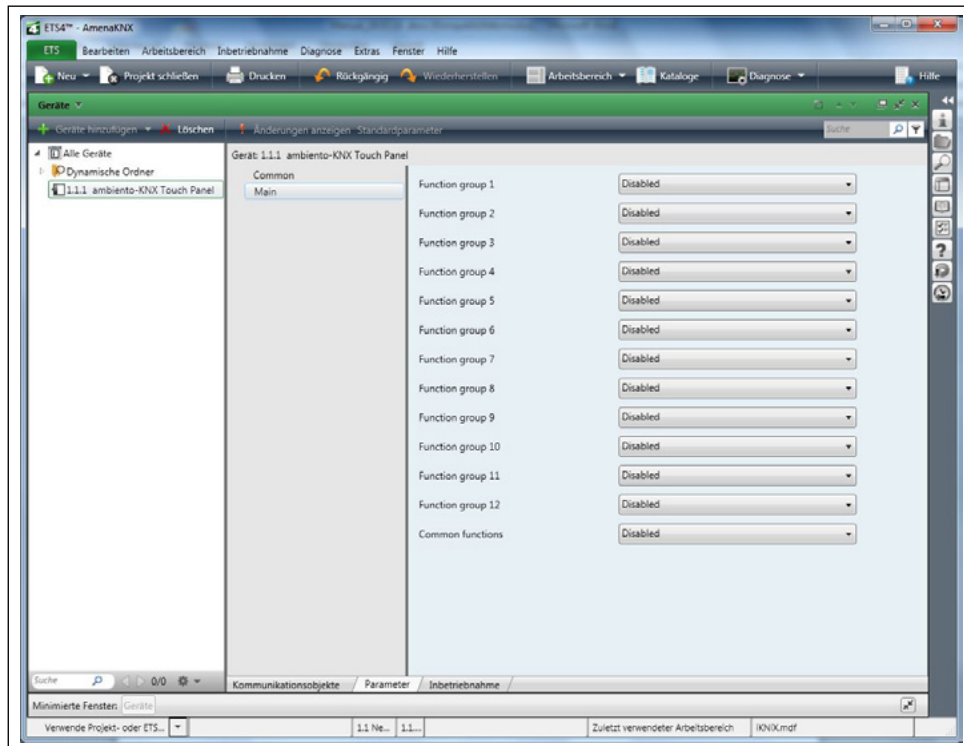 ETS4™ - AmenaKNX
ETS Bearbeiten Arbeitsbereich Inbetriebnahme Diagnose Extras Fenster Hilfe
Neu Projekt schließen Drucken Rückgängig Wiederherstellen Arbeitsbereich Kataloge Diagnose Hilfe
Geräte
Geräte hinzufügen Löschen Änderungen anzeigen Standardparameter Suche
Alle Geräte
Dynamische Ordner
1.1.1 ambiento-KNX Touch Panel
Gerät: 1.1.1 ambiento-KNX Touch Panel
Common
Main
Function group 1 Disabled
Function group 2 Disabled
Function group 3 Disabled
Function group 4 Disabled
Function group 5 Disabled
Function group 6 Disabled
Function group 7 Disabled
Function group 8 Disabled
Function group 9 Disabled
Function group 10 Disabled
Function group 11 Disabled
Function group 12 Disabled
Common functions Disabled
Suche 0/0
Kommunikationsobjekte Parameter Inbetriebnahme
Minimierte Fenster: Geräte
Verwende Projekt- oder ETS... 1.1 Ne... 1.1.... Zuletzt verwendeter Arbeitsbereich